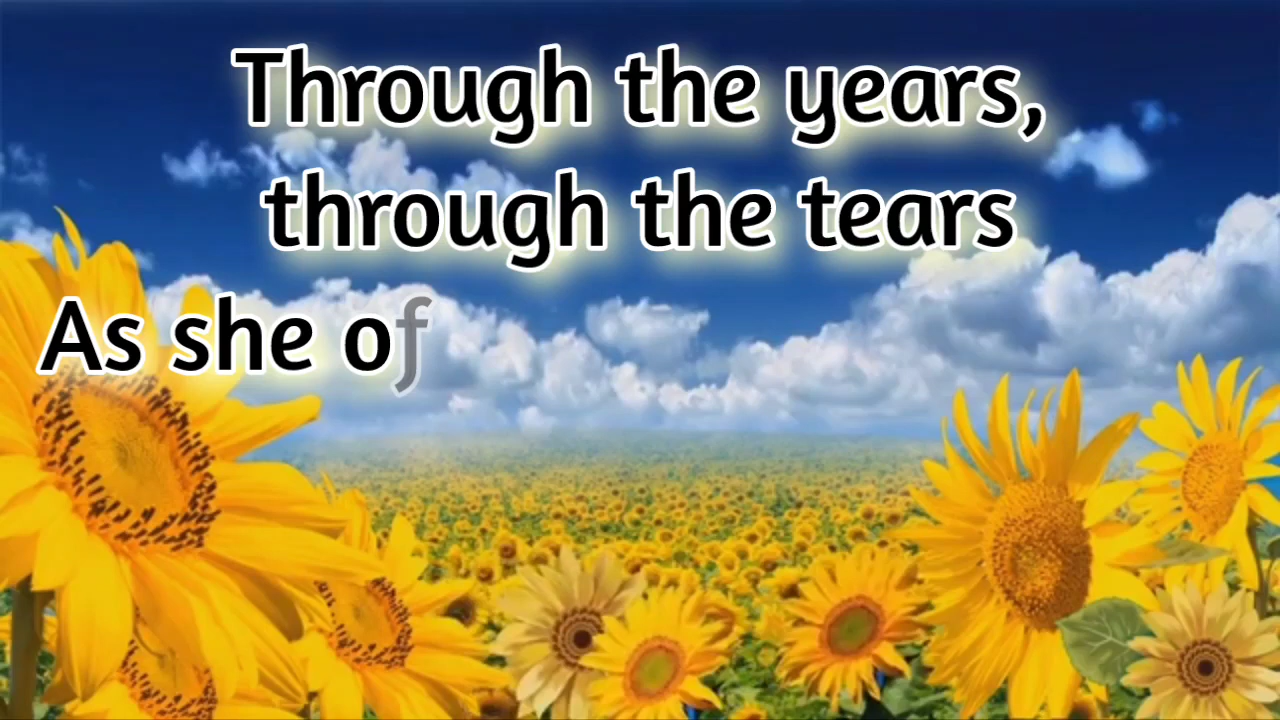 Through the years,
through the tears
As she of